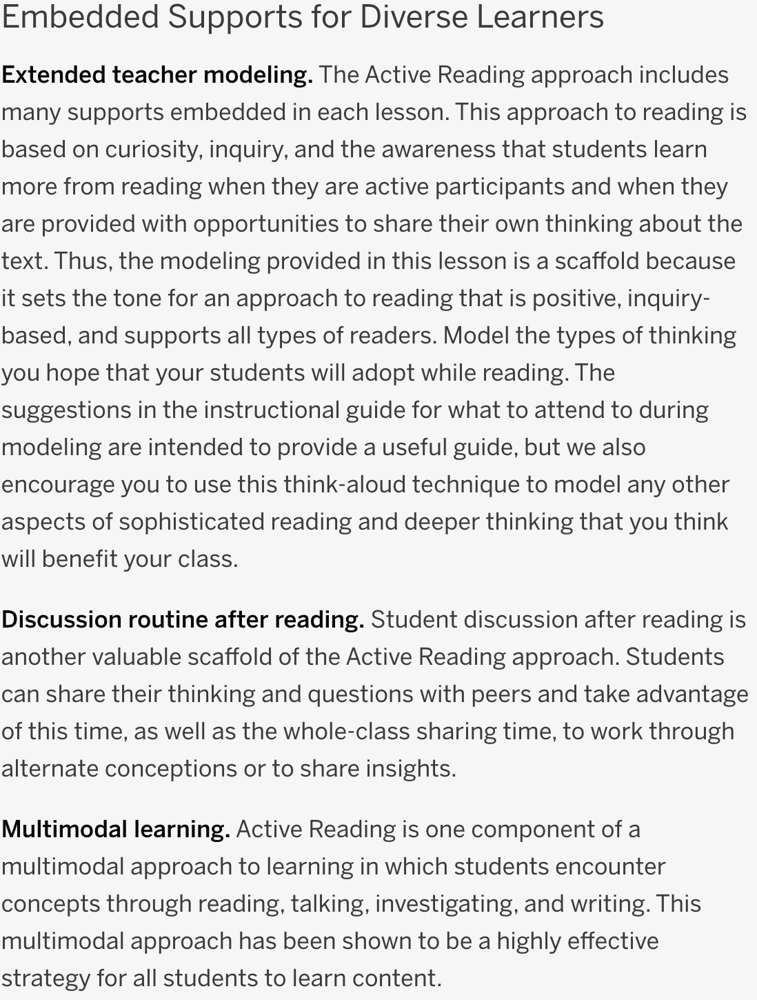 Embedded Supports for Diverse Learners
Extended teacher modeling. The Active Reading approach includes
many supports embedded in each lesson. This approach to reading is
based on curiosity, inquiry, and the awareness that students learn
more from reading when they are active participants and when they
are provided with opportunities to share their own thinking about the
text. Thus, the modeling provided in this lesson is a scaffold because
it sets the tone for an approach to reading that is positive, inquiry-
based, and supports all types of readers. Model the types of thinking
you hope that your students will adopt while reading. The
suggestions in the instructional guide for what to attend to during
modeling are intended to provide a useful guide, but we also
encourage you to use this think-aloud technique to model any other
aspects of sophisticated reading and deeper thinking that you think
will benefit your class.
Discussion routine after reading. Student discussion after reading is
another valuable scaffold of the Active Reading approach. Students
can share their thinking and questions with peers and take advantage
of this time, as well as the whole-class sharing time, to work through
alternate conceptions or to share insights.
Multimodal learning. Active Reading is one component of a
multimodal approach to learning in which students encounter
concepts through reading, talking, investigating, and writing. This
multimodal approach has been shown to be a highly effective
strategy for all students to learn content.